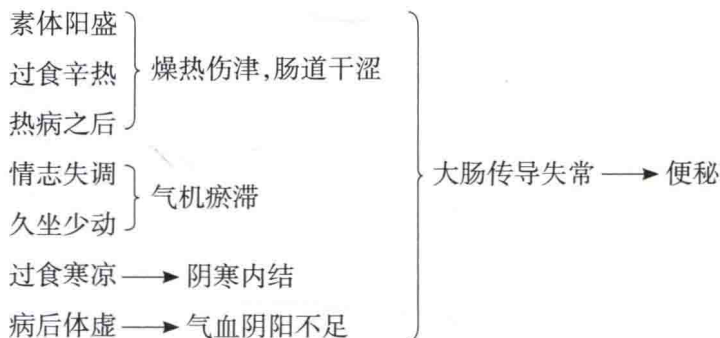 素体阳盛
过食辛热
热病之后
燥热伤津,肠道干涩
情志失调
久坐少动
气机瘀滞
过食寒凉
阴寒内结
病后体虚
气血阴阳不足
大肠传导失常
便秘